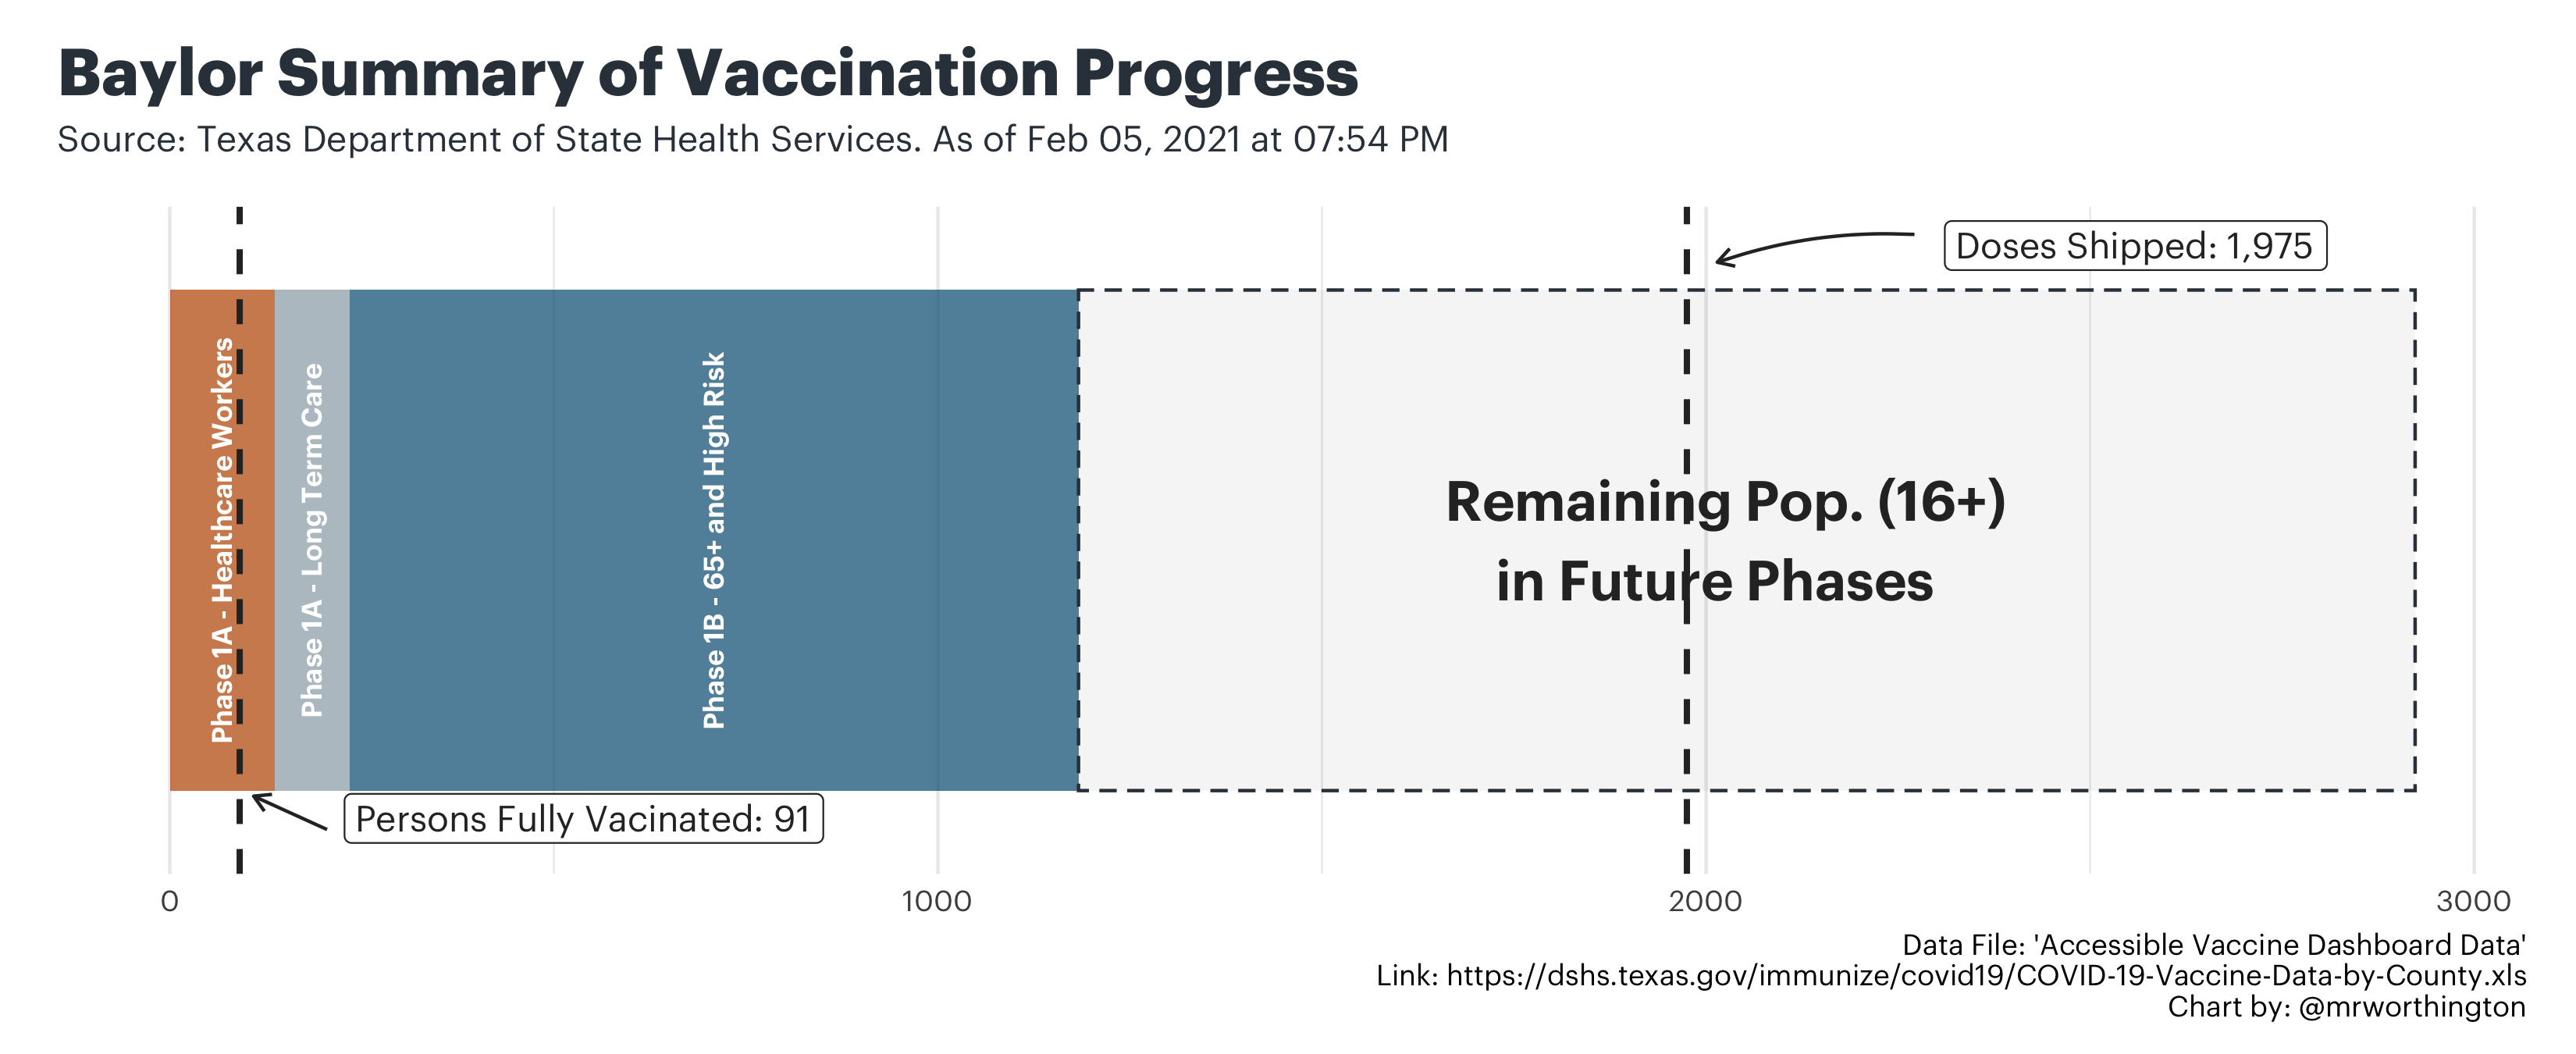 Baylor Summary of Vaccination Progress
Source: Texas Department of State Health Services. As of Feb 05, 2021 at 07:54 PM
Doses Shipped: 1,975
Phase 1A - Healthcare Workers
Phase 1A - Long Term Care
Phase 1B - 65+ and High Risk
Remaining Pop. (16+)
in Future Phases
Persons Fully Vacinated: 91
0
1000
2000
3000
Data File: 'Accessible Vaccine Dashboard Data'
Link: https://dshs.texas.gov/immunize/covid19/COVID-19-Vaccine-Data-by-County.xls
Chart by: @mrworthington